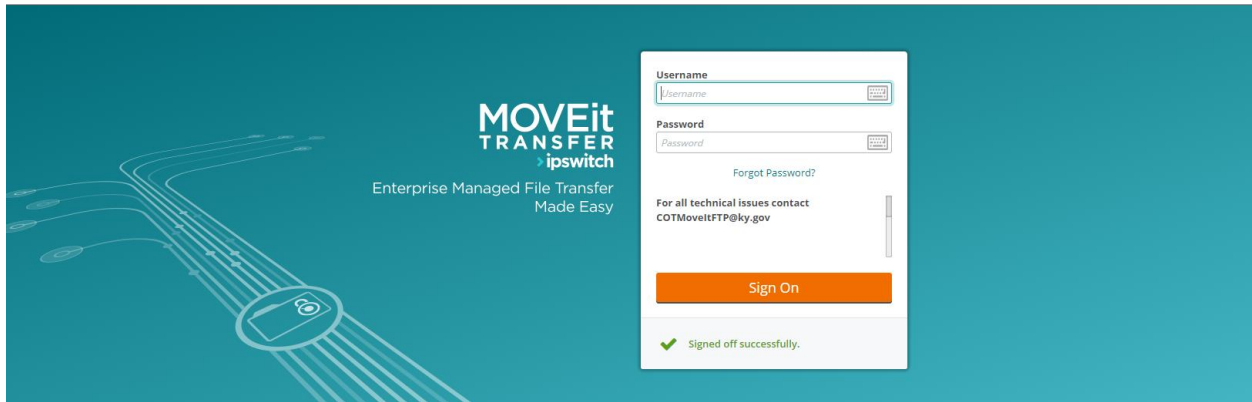 MOVEit
TRANSFER
ipswitch
Enterprise Managed File Transfer
Made Easy
Username
Username
Password
Password
Forgot Password?
For all technical issues contact
COTMoveItFTP@ky.gov
Sign On
Signed off successfully.